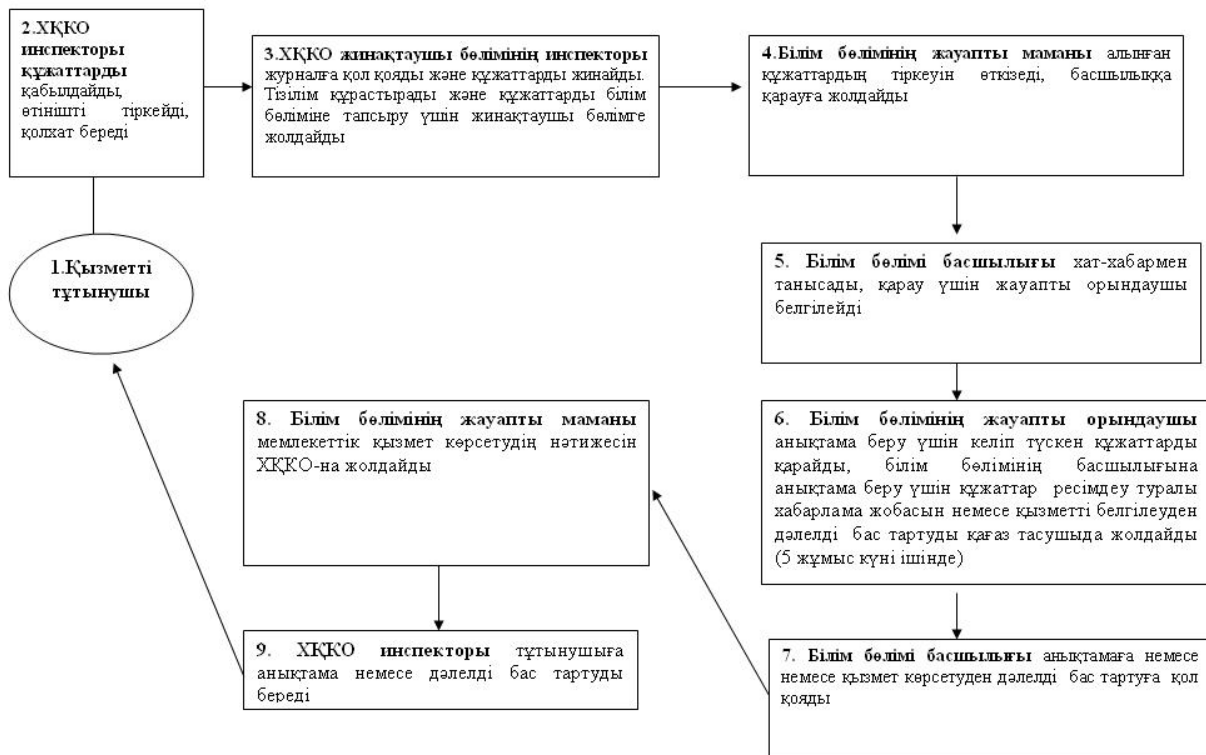 2.ХҚКО
инспекторы
құжаттарды
қабылдайды,
өтінішті тіркейді,
қолхат береді
3.ХҚКО жинақтаушы бөлімінің инспекторы
журналға қол қояды және құжаттарды жинайды.
Тізілім құрастырады және құжаттарды білім
бөліміне тапсыру үшін жинақтаушы бөлімге
жолдайды
4.Білім бөлімінің жауапты маманы алынған
құжаттардың тіркеуін өткізеді, басшылыққа
қарауға жолдайды
1.Қызметті
тұтынушы
5. Білім бөлімі басшылығы хат-хабармен
танысады, қарау үшін жауапты орындаушы
белгілейді
6. Білім бөлімінің жауапты орындаушы
анықтама беру үшін келіп түскен құжаттарды
қарайды, білім бөлімінің басшылығына
анықтама беру үшін құжаттар ресімдеу туралы
хабарлама жобасын немесе қызметті белгілеуден
дәлелді бас тартуды қағаз тасушыда жолдайды
(5 жұмыс күні ішінде)
7. Білім бөлімі басшылығы анықтамаға немесе
немесе қызмет көрсетуден дәлелді бас тартуға қол
қояды
8. Білім бөлімінің жауапты маманы
мемлекеттік қызмет көрсетудің нәтижесін
ХҚКО-на жолдайды
9. ХҚКО инспекторы тұтынушыға
анықтама немесе дәлелді бас тартуды
береді